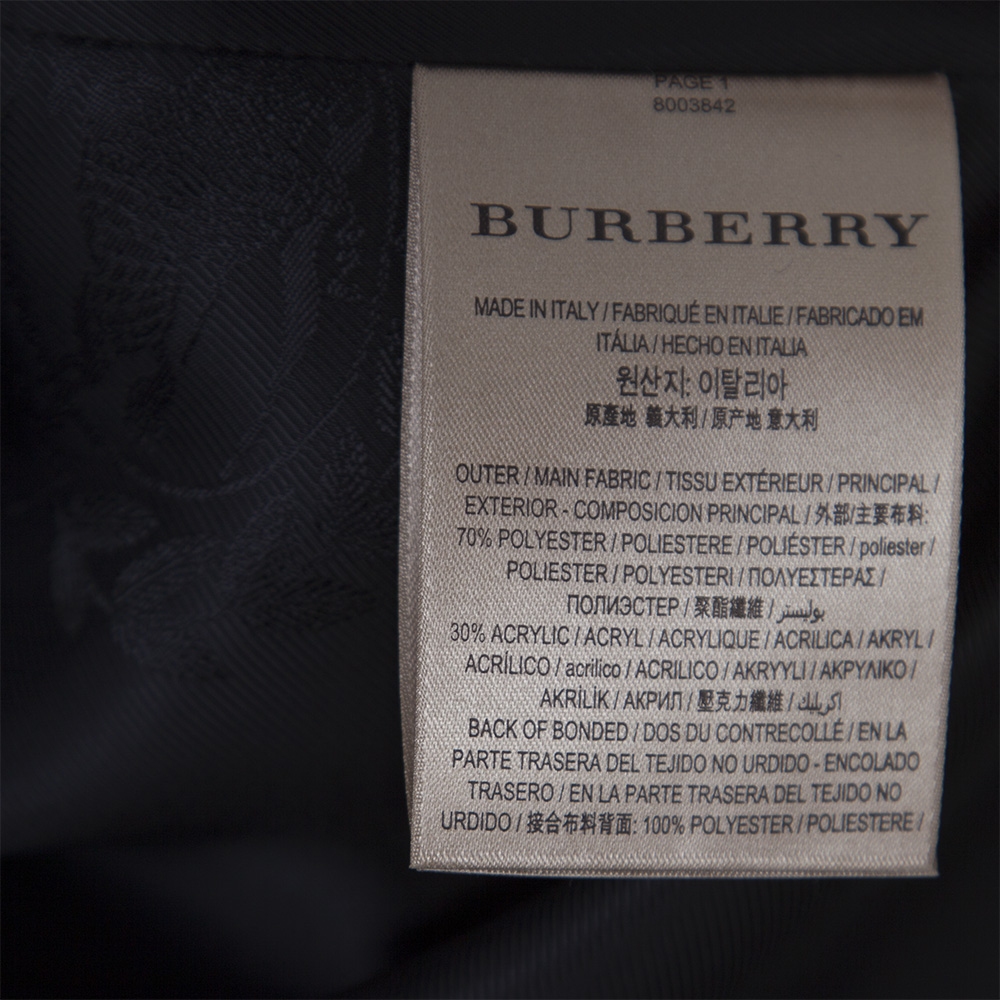 PAGE 1
8003842
BURBERRY
MADE IN ITALY / FABRIQUÉ EN ITALIE / FABRICADO EM
ITÁLIA / HECHO EN ITALIA
원산지: 이탈리아
原產地 義大利 / 原产地 意大利
OUTER / MAIN FABRIC / TISSU EXTÉRIEUR / PRINCIPAL /
EXTERIOR - COMPOSICION PRINCIPAL / 外部/主要布料:
70% POLYESTER / POLIESTERE / POLIÉSTER / poliester /
POLIESTER / POLYESTERI / ΠΟΛΥΕΣΤΕΡΑΣ /
ПОЛИЭСТЕР / 聚酯纖維 / بوليستر /
30% ACRYLIC / ACRYL / ACRYLIQUE / ACRILICA / AKRYL /
ACRÍLICO / acrilico / ACRILICO / AKRYYLI / ΑΚΡΥΛΙΚΟ /
AKRİLİK / АКРИЛ / 壓克力纖維 / اكريليك
BACK OF BONDED / DOS DU CONTRECOLLÉ / EN LA
PARTE TRASERA DEL TEJIDO NO URDIDO - ENCOLADO
TRASERO / EN LA PARTE TRASERA DEL TEJIDO NO
URDIDO / 接合布料背面: 100% POLYESTER / POLIESTERE /